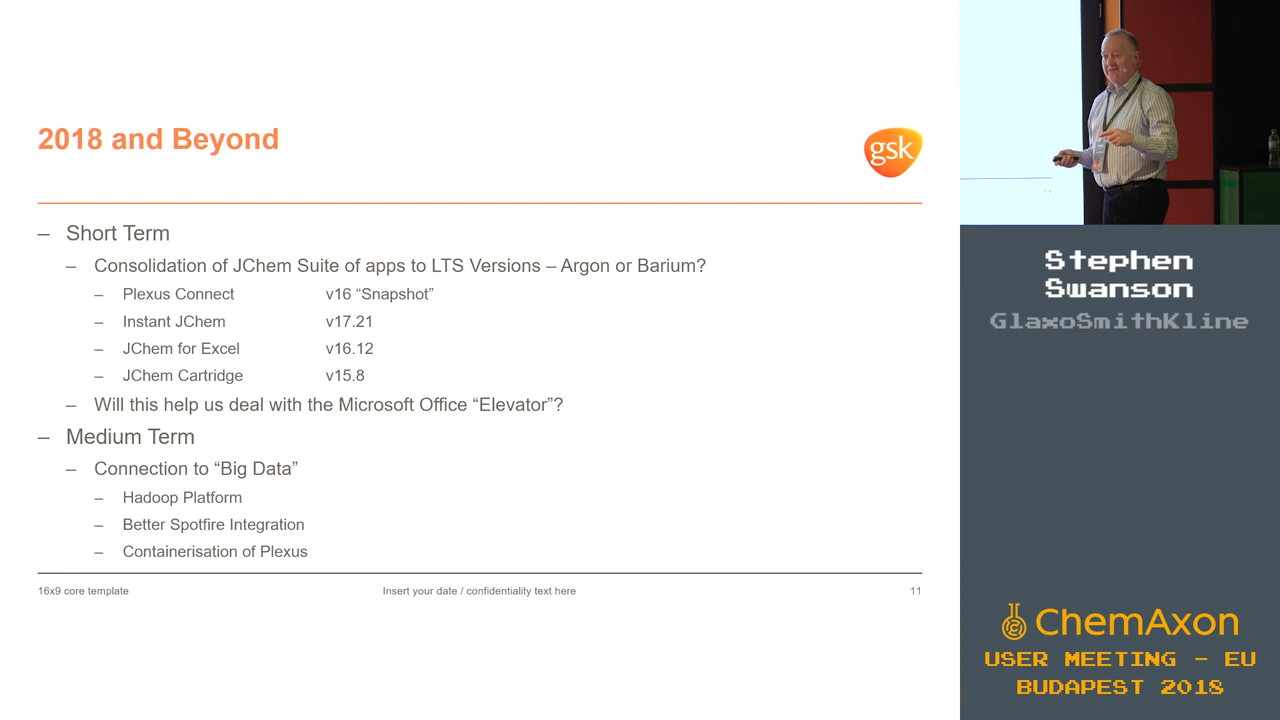 2018 and Beyond
gsk
– Short Term
– Consolidation of JChem Suite of apps to LTS Versions – Argon or Barium?
– Plexus Connect v16 “Snapshot”
– Instant JChem v17.21
– JChem for Excel v16.12
– JChem Cartridge v15.8
– Will this help us deal with the Microsoft Office “Elevator”?
– Medium Term
– Connection to “Big Data”
– Hadoop Platform
– Better Spotfire Integration
– Containerisation of Plexus
16x9 core template Insert your date / confidentiality text here 11
Stephen
Swanson
GlaxoSmithKline
ChemAxon
USER MEETING - EU
BUDAPEST 2018